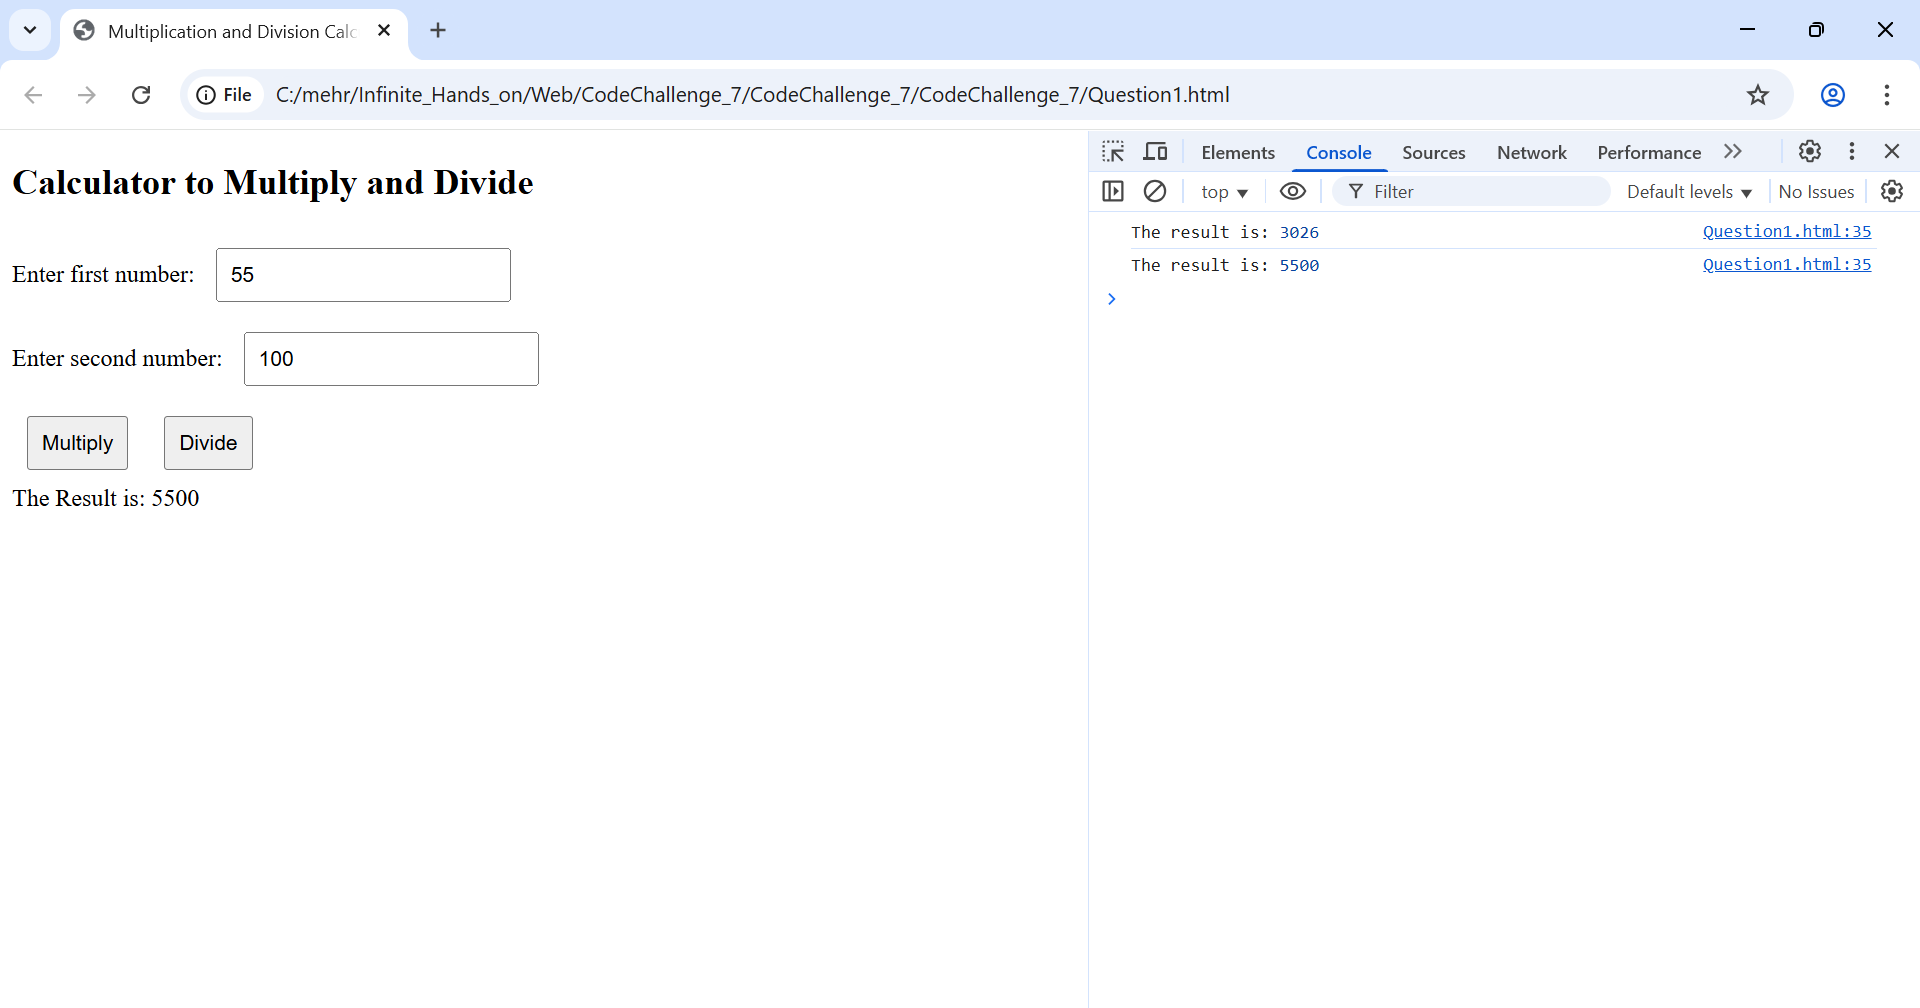 Multiplication and Division Calc
File C:/mehr/Infinite_Hands_on/Web/CodeChallenge_7/CodeChallenge_7/CodeChallenge_7/Question1.html
Calculator to Multiply and Divide
Enter first number: 55
Enter second number: 100
Multiply Divide
The Result is: 5500
Elements Console Sources Network Performance
top Filter Default levels No Issues
The result is: 3026 Question1.html:35
The result is: 5500 Question1.html:35